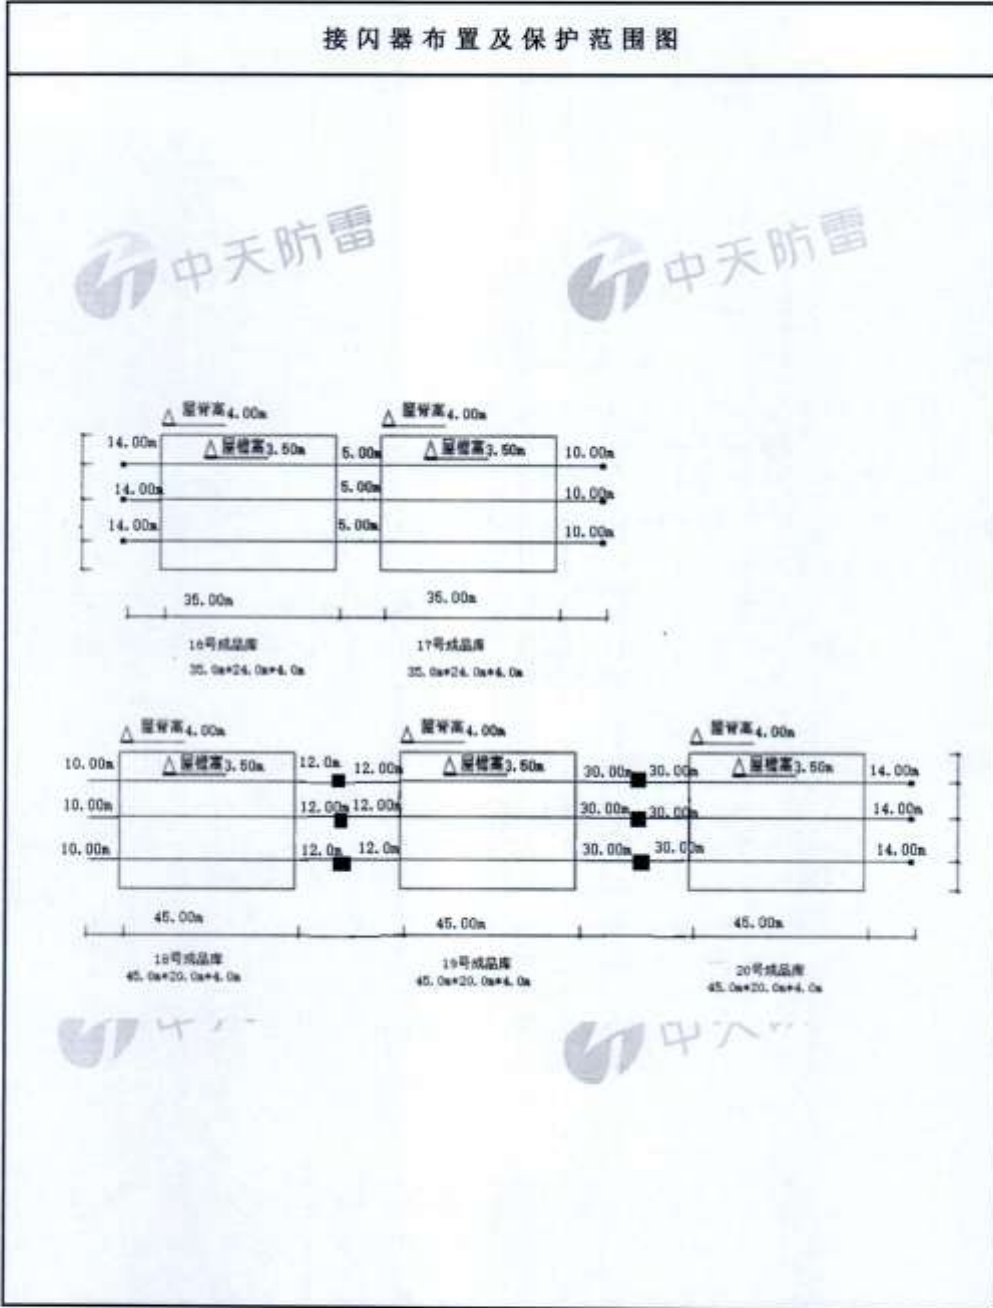 接闪器布置及保护范围图
中天防雷 中天防雷
屋脊高4.00m 屋脊高4.00m
14.00m 屋檐高3.50m 5.00m 屋檐高3.50m 10.00m
14.00m 5.00m 10.00m
14.00m 5.00m 10.00m
35.00m 35.00m
16号成品库 17号成品库
35.0m*24.0m*4.0m 35.0m*24.0m*4.0m
屋脊高4.00m 屋脊高4.00m 屋脊高4.00m
10.00m 屋檐高3.50m 12.0m 12.00m 屋檐高3.50m 30.00m 30.00m 屋檐高3.50m 14.00m
10.00m 12.00m 12.00m 30.00m 30.00m 14.00m
10.00m 12.0m 12.0m 30.00m 30.00m 14.00m
45.00m 45.00m 45.00m
18号成品库 19号成品库 20号成品库
45.0m*20.0m*4.0m 45.0m*20.0m*4.0m 45.0m*20.0m*4.0m